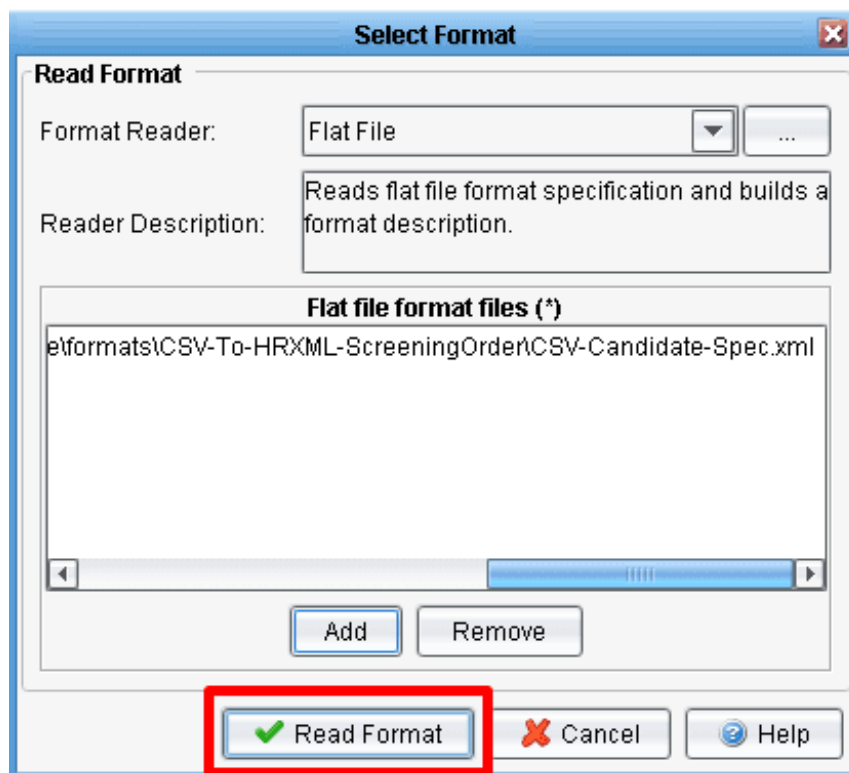 Select Format
Read Format
Format Reader:
Flat File
...
Reader Description:
Reads flat file format specification and builds a
format description.
Flat file format files (*)
e\formats\CSV-To-HRXML-ScreeningOrder\CSV-Candidate-Spec.xml
Add
Remove
Read Format
Cancel
Help